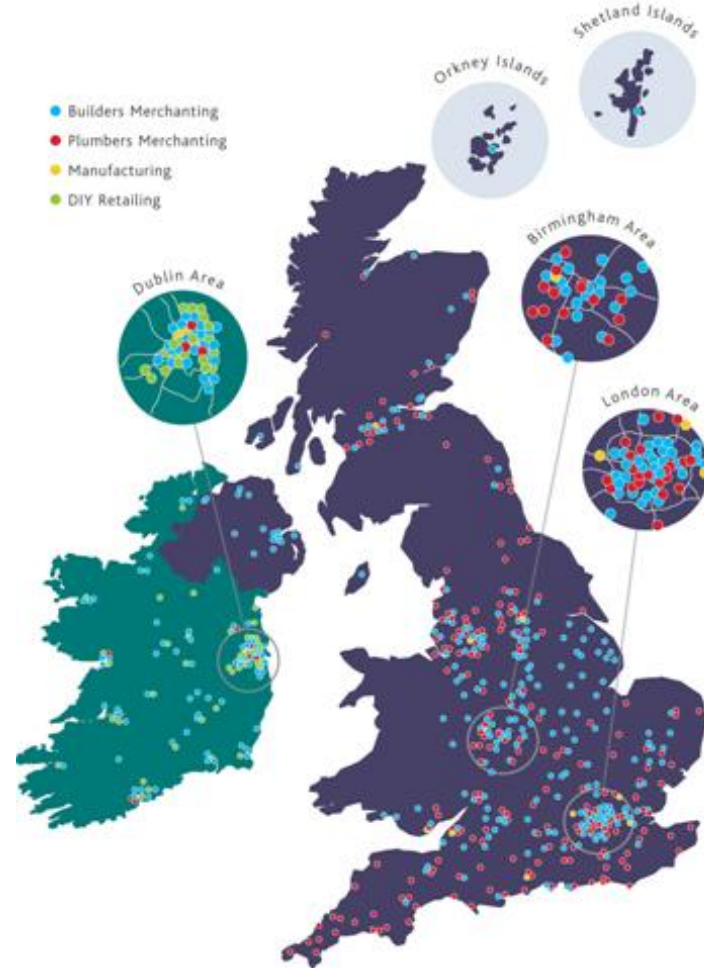 Shetland Islands
Orkney Islands
Builders Merchanting
Plumbers Merchanting
Manufacturing
DIY Retailing
Birmingham Area
Dublin Area
London Area